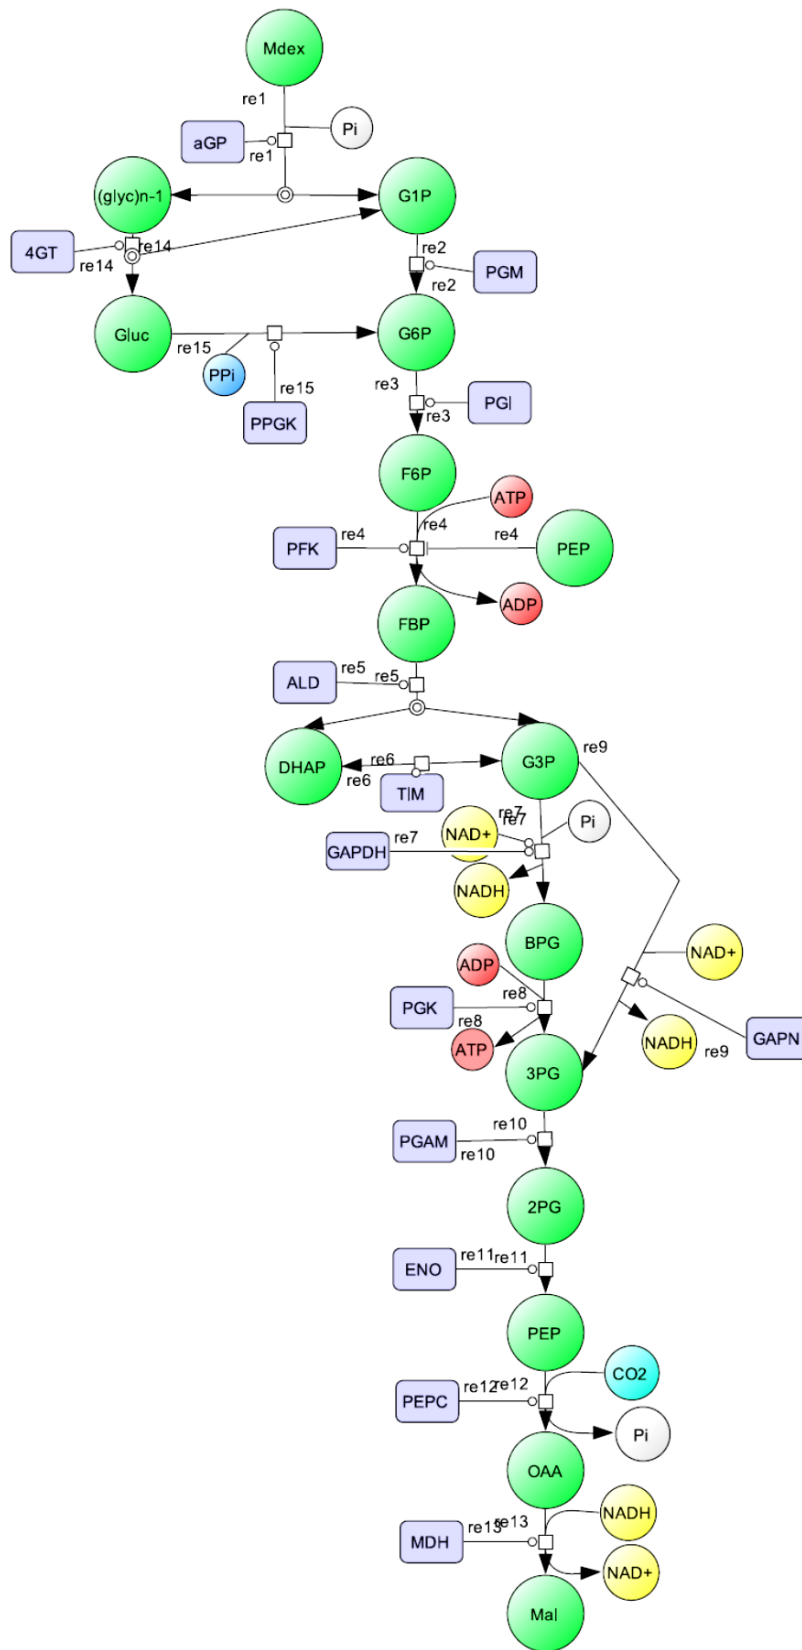 Mdex
re1
Pi
aGP
re1
(glyc)n-1
G1P
4GT
re14
re14
re2
PGM
re2
Gluc
G6P
re15
PPi
re15
PPGK
re3
PGI
re3
F6P
ATP
PFK
re4
re4
re4
PEP
ADP
FBP
ALD
re5
re5
DHAP
re6
re6
G3P
re9
TIM
NAD+
re7
re7
Pi
GAPDH
re7
NADH
BPG
NAD+
ADP
PGK
re8
re8
ATP
NADH
re9
GAPN
3PG
PGAM
re10
re10
2PG
ENO
re11
re11
PEP
PEPC
re12
re12
CO2
Pi
OAA
NADH
MDH
re13
re13
NAD+
Mal